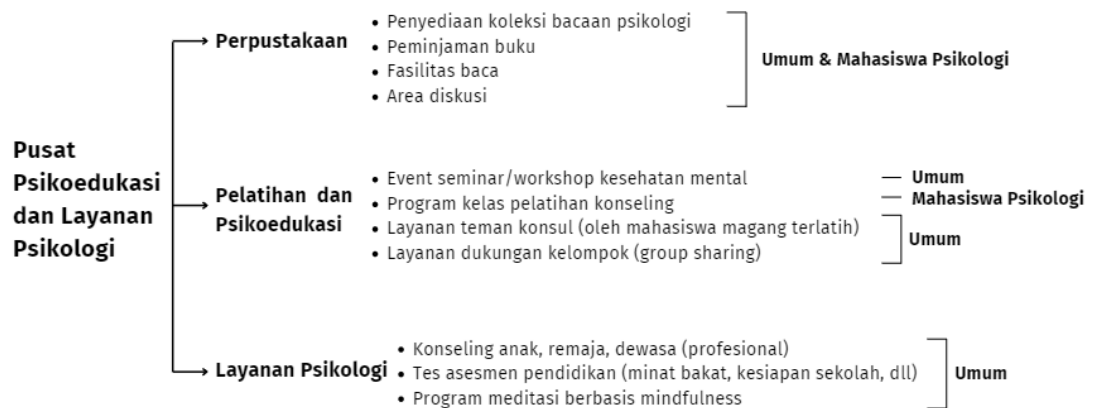 Pusat
Psikoedukasi
dan Layanan
Psikologi
Perpustakaan
• Penyediaan koleksi bacaan psikologi
• Peminjaman buku
• Fasilitas baca
• Area diskusi
Umum & Mahasiswa Psikologi
Pelatihan dan
Psikoedukasi
• Event seminar/workshop kesehatan mental
• Program kelas pelatihan konseling
• Layanan teman konsul (oleh mahasiswa magang terlatih)
• Layanan dukungan kelompok (group sharing)
Umum
Mahasiswa Psikologi
Umum
Layanan Psikologi
• Konseling anak, remaja, dewasa (profesional)
• Tes asesmen pendidikan (minat bakat, kesiapan sekolah, dll)
• Program meditasi berbasis mindfulness
Umum